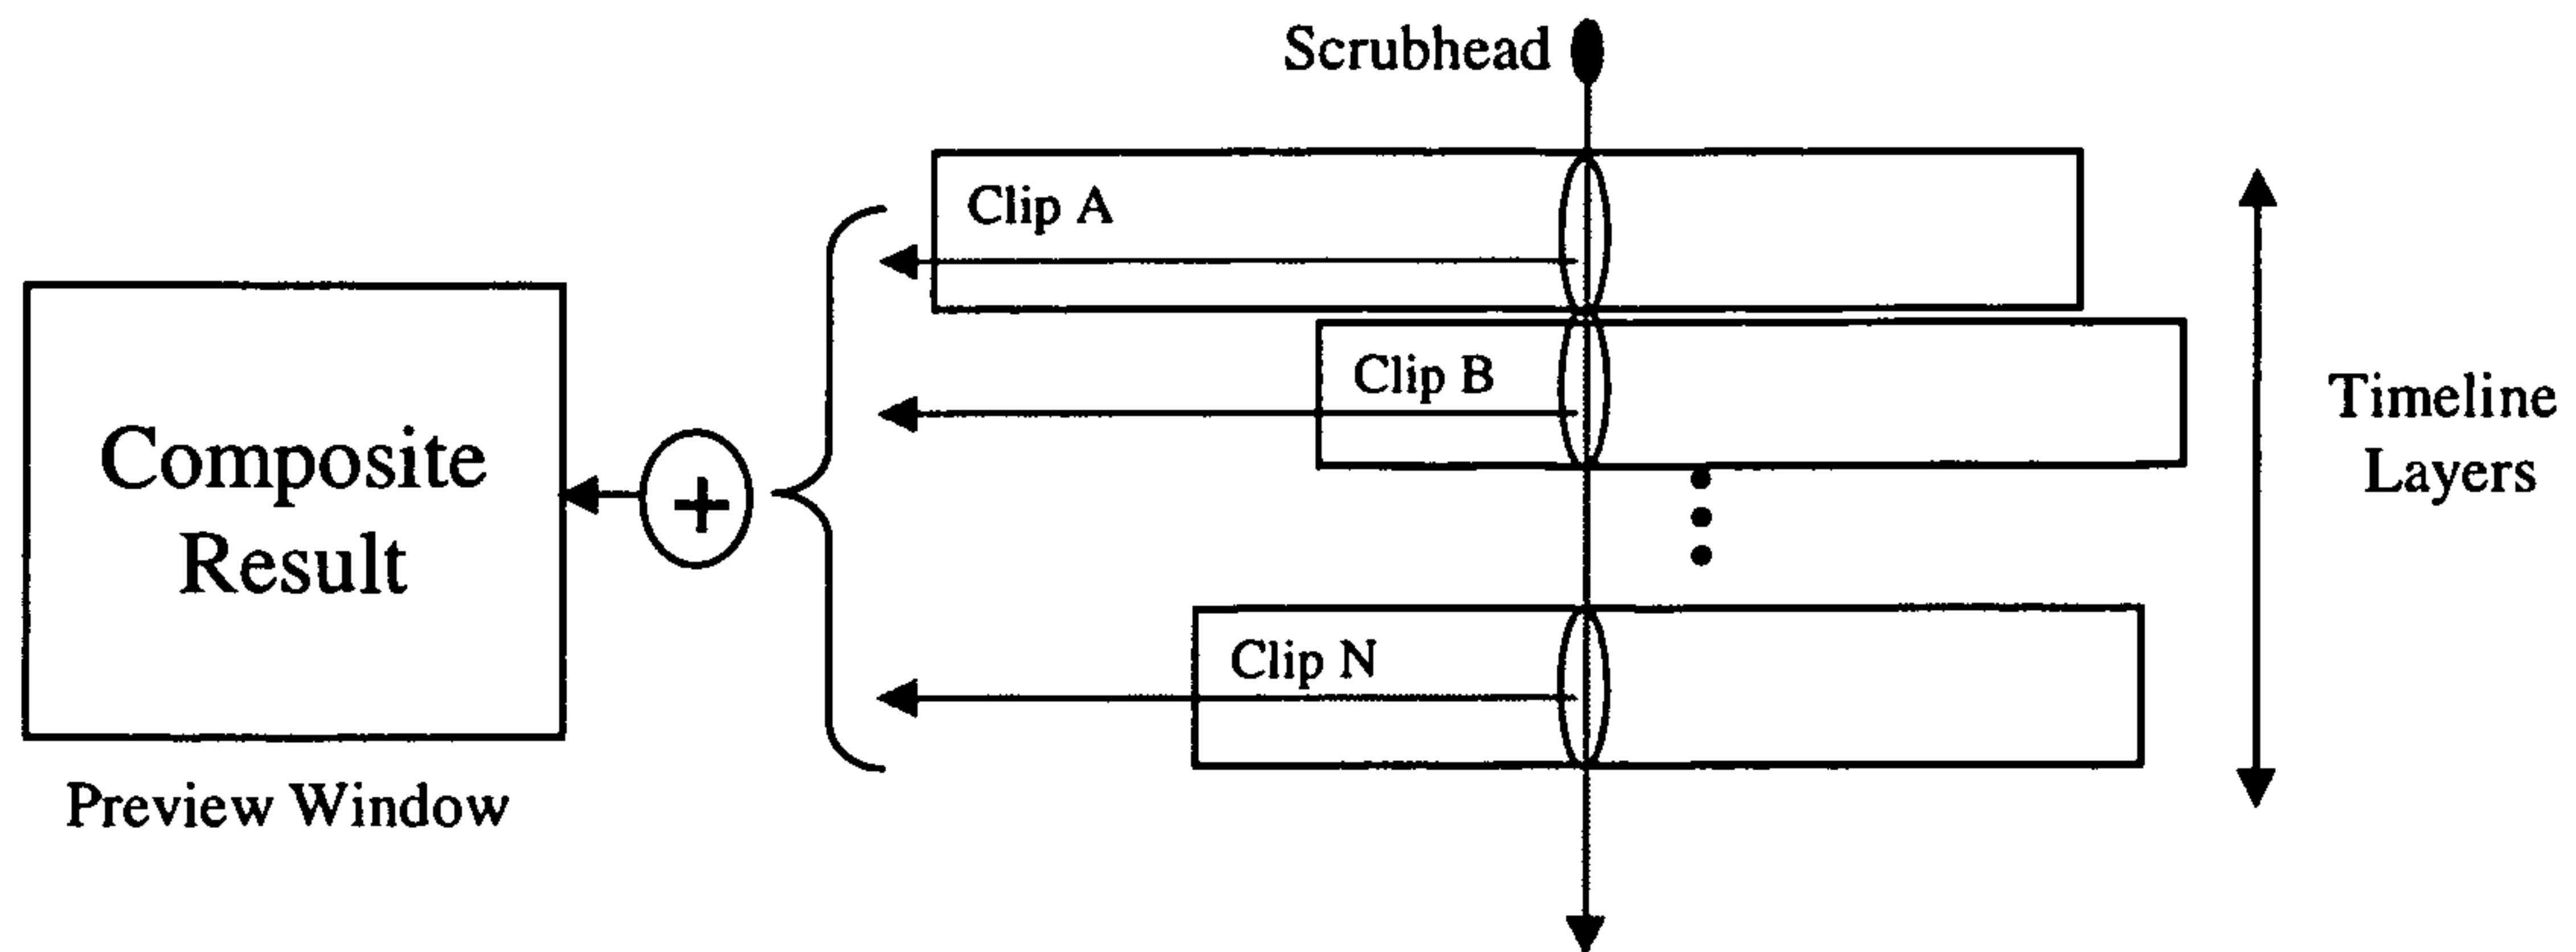 Scrubhead
Clip A
Clip B
Timeline
Layers
Composite
Result
+
Clip N
Preview Window